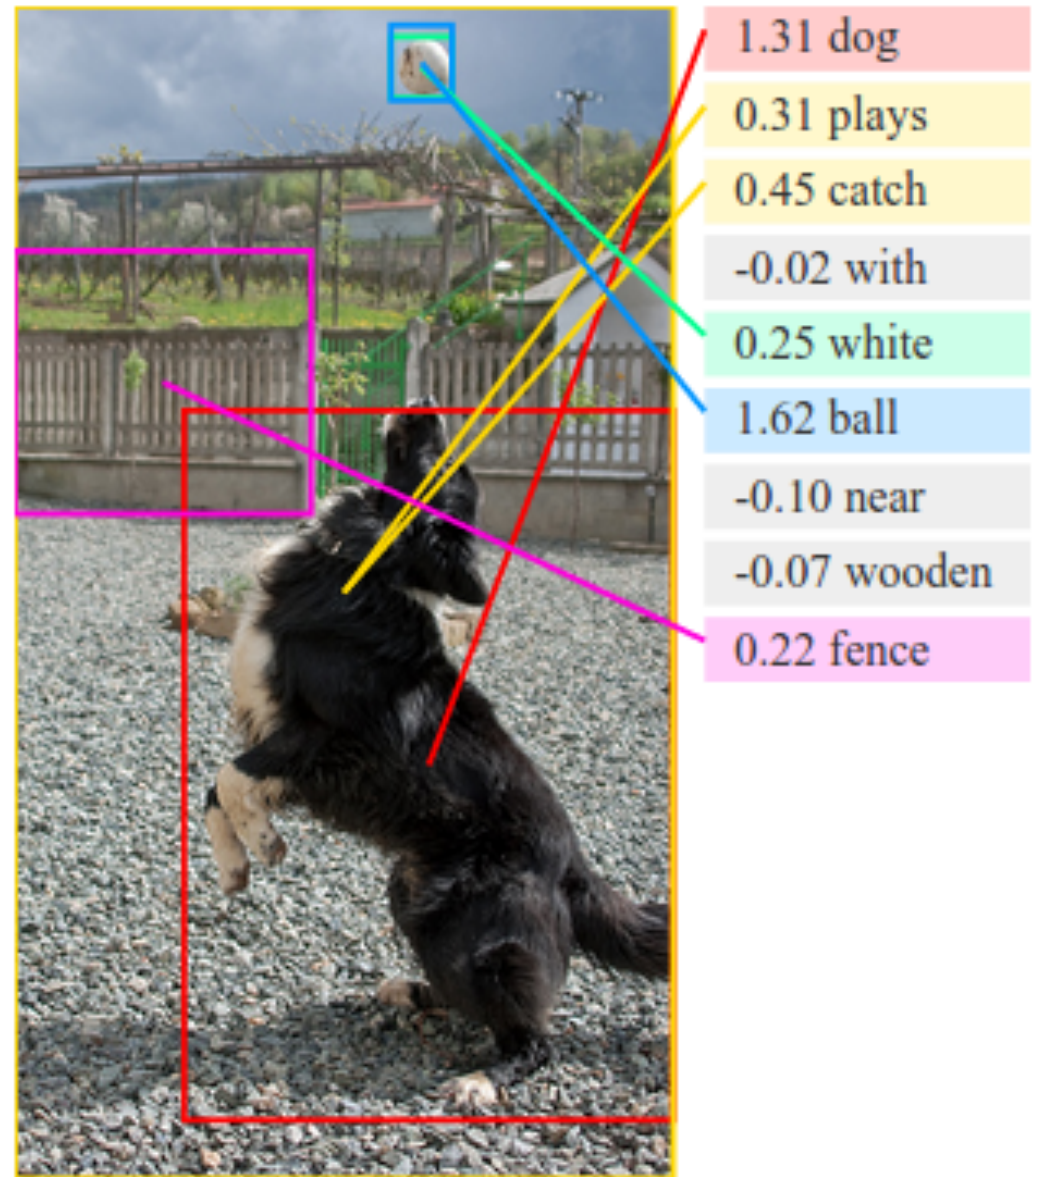 1.31 dog
0.31 plays
0.45 catch
-0.02 with
0.25 white
1.62 ball
-0.10 near
-0.07 wooden
0.22 fence